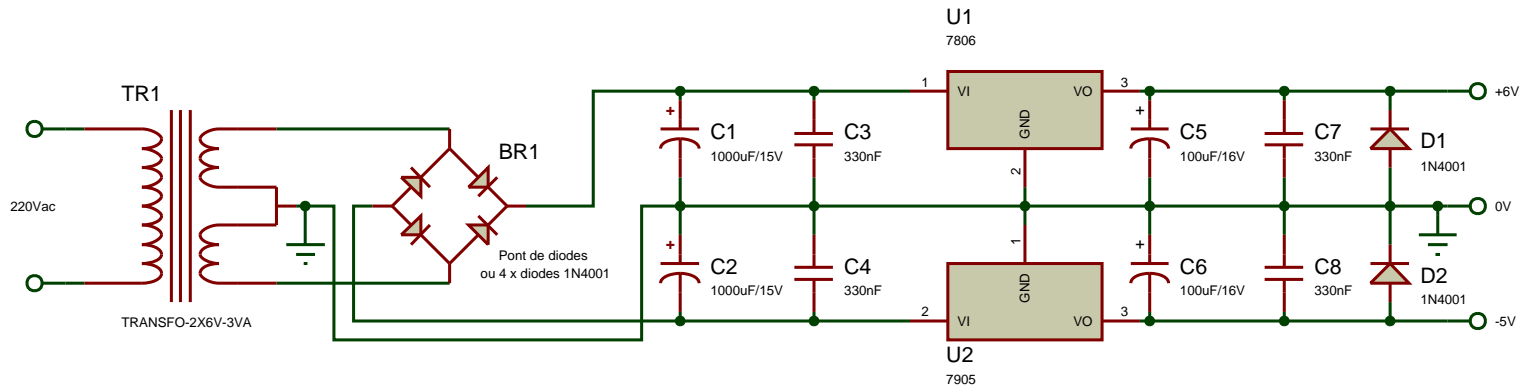 U1
7806
TR1
220Vac
TRANSFO-2X6V-3VA
BR1
Pont de diodes
ou 4 x diodes 1N4001
+
C1
1000uF/15V
C3
330nF
1
VI
VO
3
GND
2
+
C5
100uF/16V
C7
330nF
D1
1N4001
+6V
0V
+
C2
1000uF/15V
C4
330nF
1
GND
2
VI
VO
3
U2
7905
+
C6
100uF/16V
C8
330nF
D2
1N4001
-5V